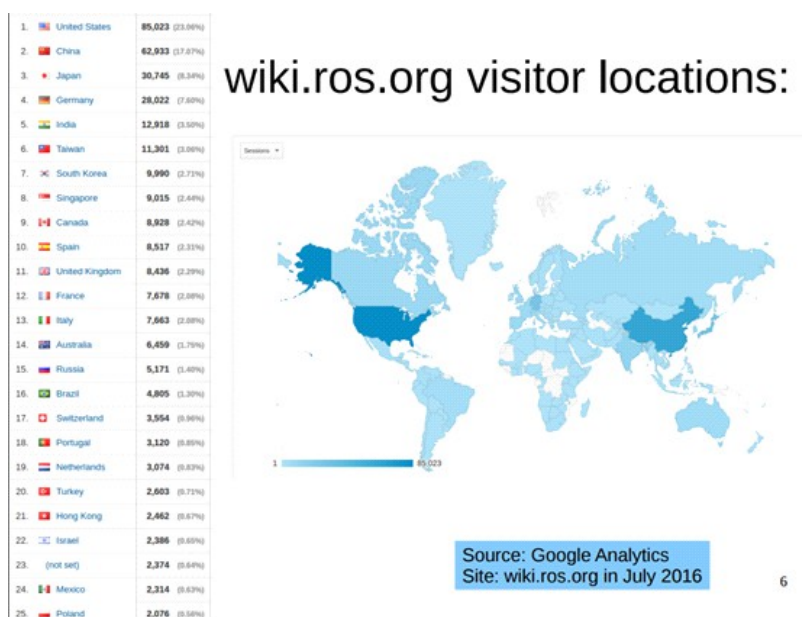 1. United States 85,023 (23.06%)
2. China 62,933 (17.07%)
3. Japan 30,745 (8.34%)
4. Germany 28,022 (7.60%)
5. India 12,918 (3.50%)
6. Taiwan 11,301 (3.06%)
7. South Korea 9,990 (2.71%)
8. Singapore 9,015 (2.44%)
9. Canada 8,928 (2.42%)
10. Spain 8,517 (2.31%)
11. United Kingdom 8,436 (2.29%)
12. France 7,678 (2.08%)
13. Italy 7,663 (2.08%)
14. Australia 6,459 (1.75%)
15. Russia 5,171 (1.40%)
16. Brazil 4,805 (1.30%)
17. Switzerland 3,554 (0.96%)
18. Portugal 3,120 (0.85%)
19. Netherlands 3,074 (0.83%)
20. Turkey 2,603 (0.71%)
21. Hong Kong 2,462 (0.67%)
22. Israel 2,386 (0.65%)
23. (not set) 2,374 (0.64%)
24. Mexico 2,314 (0.63%)
25. Poland 2,076 (0.56%)
wiki.ros.org visitor locations:
Sessions
1 85,023
Source: Google Analytics
Site: wiki.ros.org in July 2016
6